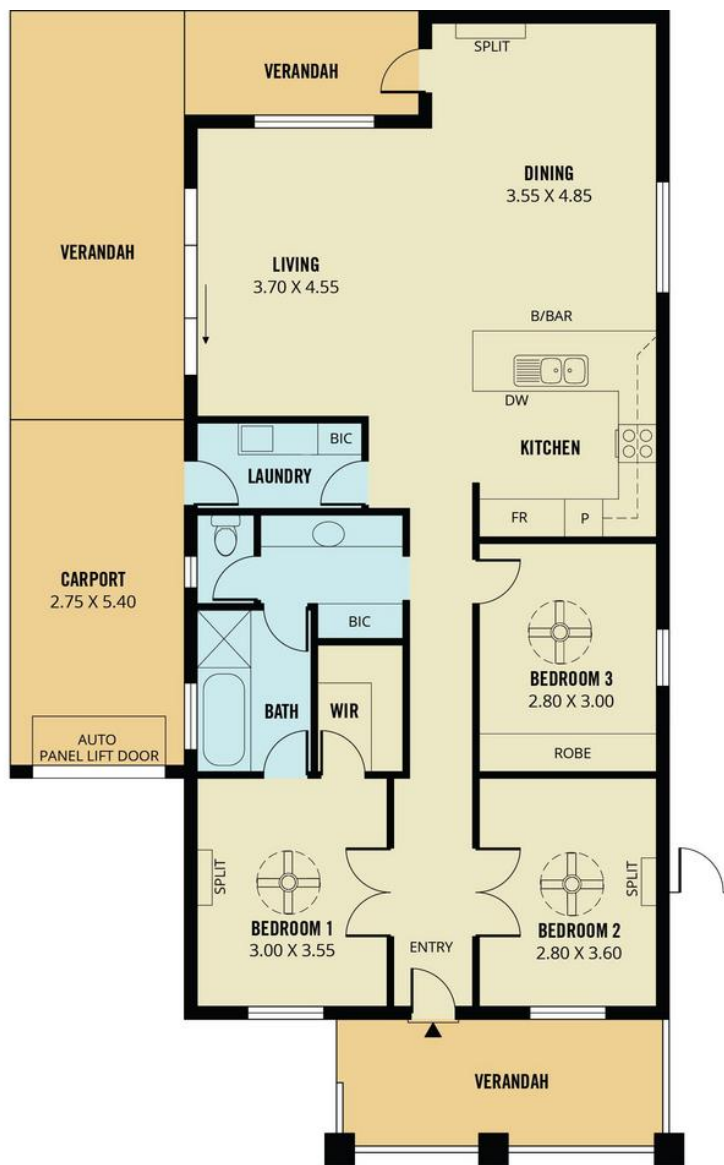 SPLIT
VERANDAH
DINING
3.55 X 4.85
VERANDAH
LIVING
3.70 X 4.55
B/BAR
DW
KITCHEN
BIC
LAUNDRY
FR
P
CARPORT
2.75 X 5.40
BIC
BEDROOM 3
2.80 X 3.00
BATH
WIR
AUTO
PANEL LIFT DOOR
ROBE
SPLIT
BEDROOM 1
3.00 X 3.55
ENTRY
SPLIT
BEDROOM 2
2.80 X 3.60
VERANDAH